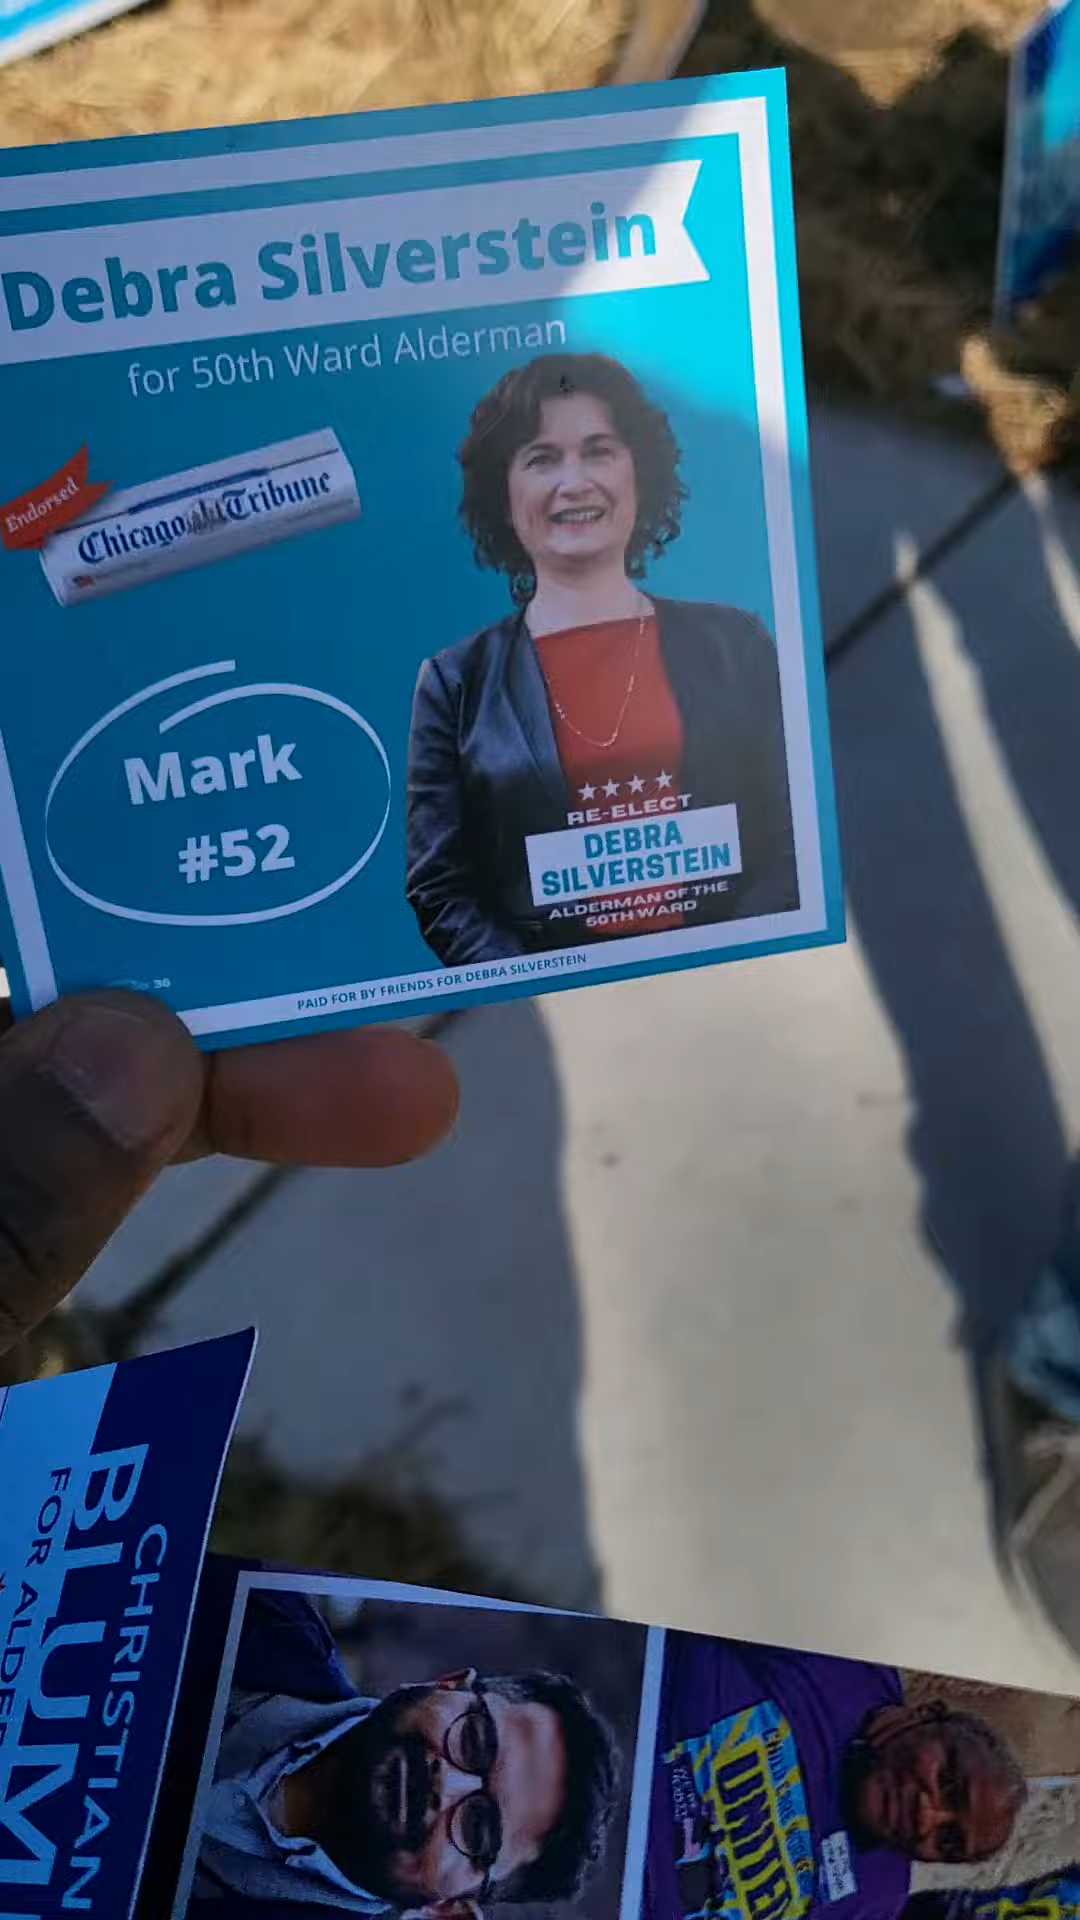 Debra Silverstein
for 50th Ward Alderman
Endorsed
Chicago Tribune
Mark
#52
RE-ELECT
DEBRA
SILVERSTEIN
ALDERMAN OF THE
50TH WARD
36
PAID FOR BY FRIENDS FOR DEBRA SILVERSTEIN
CHRISTIAN
BLUM
FOR ALDER